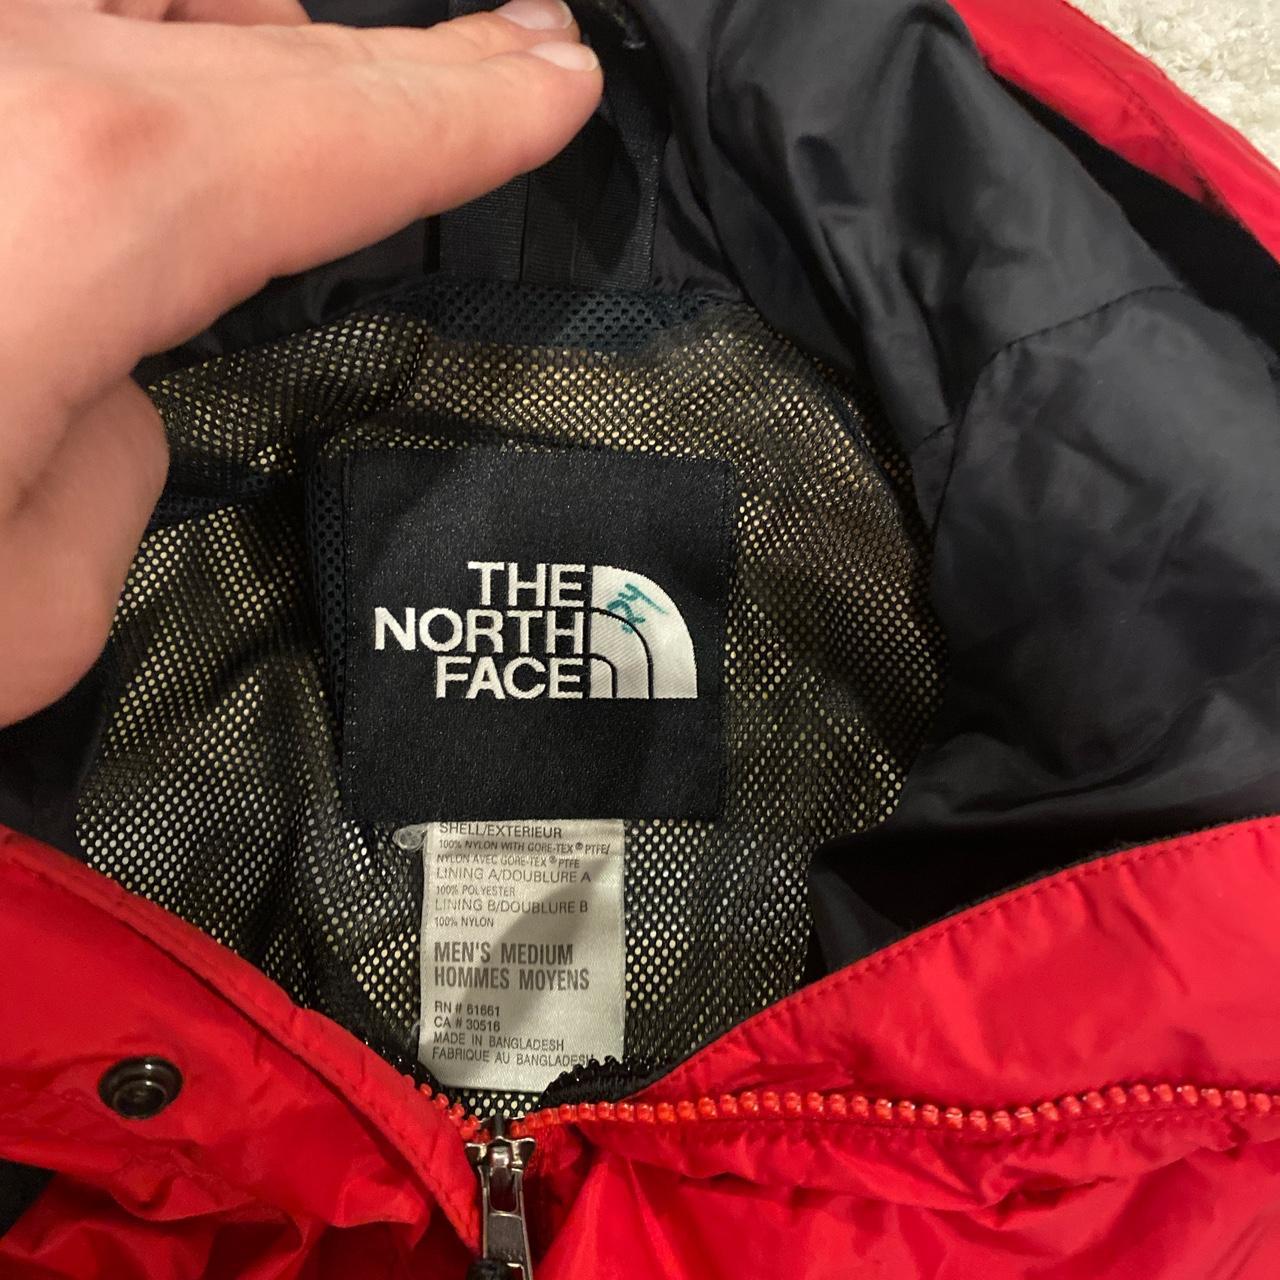 THE
NORTH
FACE
SHELL/EXTERIEUR
100% NYLON WITH GORE-TEX® PTFE/
NYLON AVEC GORE-TEX® PTFE
LINING A/DOUBLURE A
100% POLYESTER
LINING B/DOUBLURE B
100% NYLON
MEN'S MEDIUM
HOMMES MOYENS
RN # 61661
CA # 30516
MADE IN BANGLADESH
FABRIQUE AU BANGLADESH